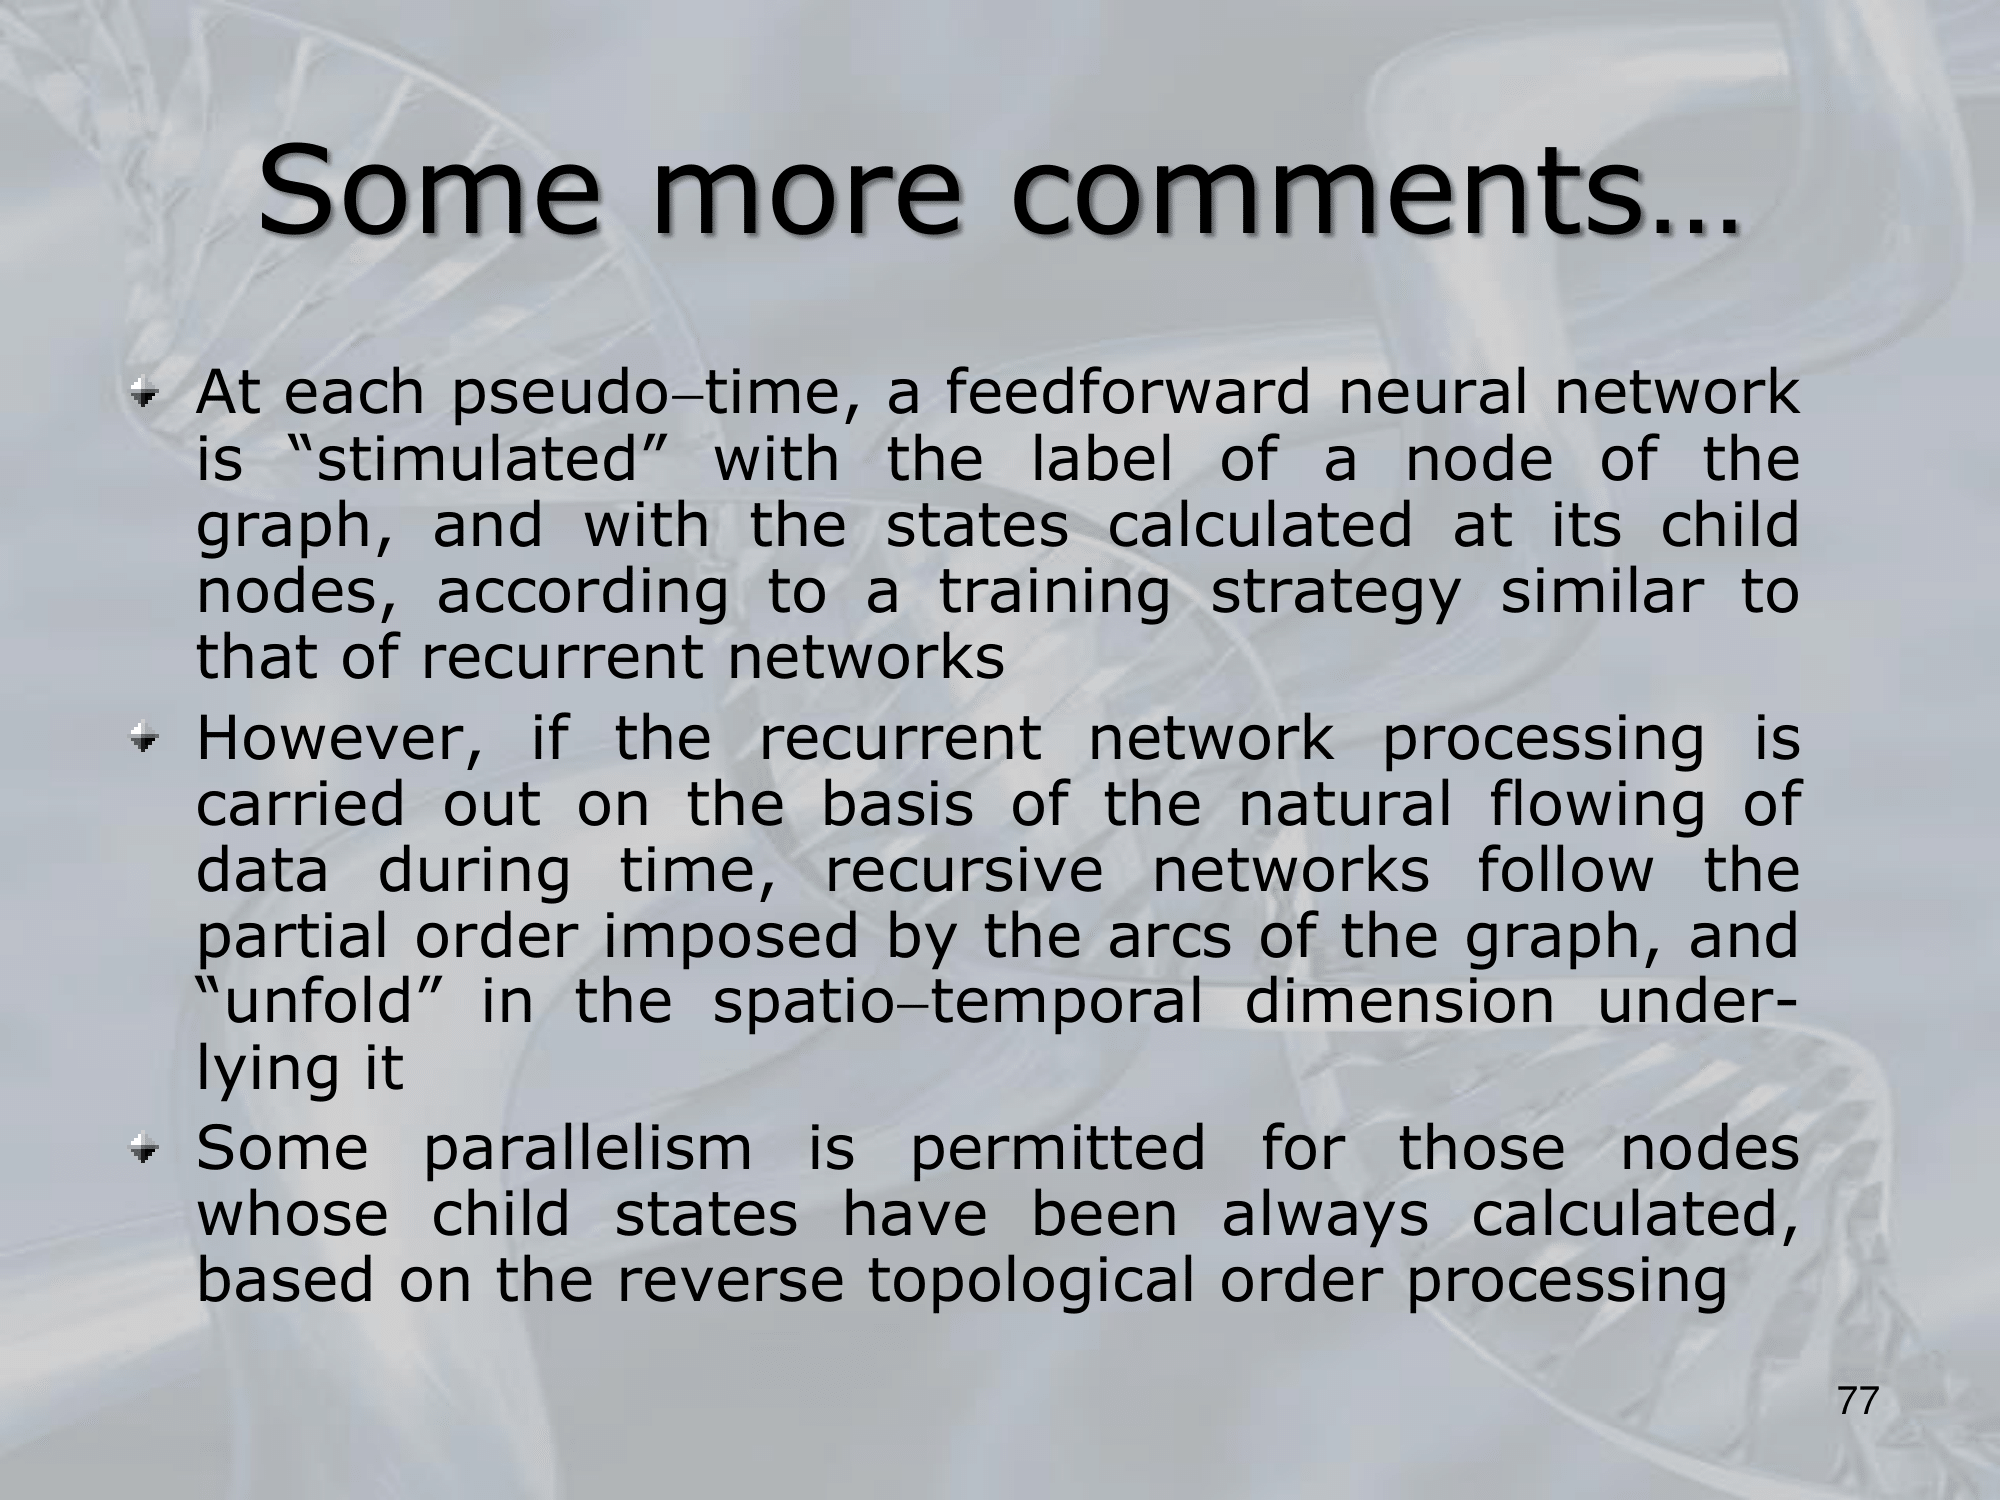 Some more comments…
At each pseudo–time, a feedforward neural network
is “stimulated” with the label of a node of the
graph, and with the states calculated at its child
nodes, according to a training strategy similar to
that of recurrent networks
However, if the recurrent network processing is
carried out on the basis of the natural flowing of
data during time, recursive networks follow the
partial order imposed by the arcs of the graph, and
“unfold” in the spatio–temporal dimension under-
lying it
Some parallelism is permitted for those nodes
whose child states have been always calculated,
based on the reverse topological order processing
77